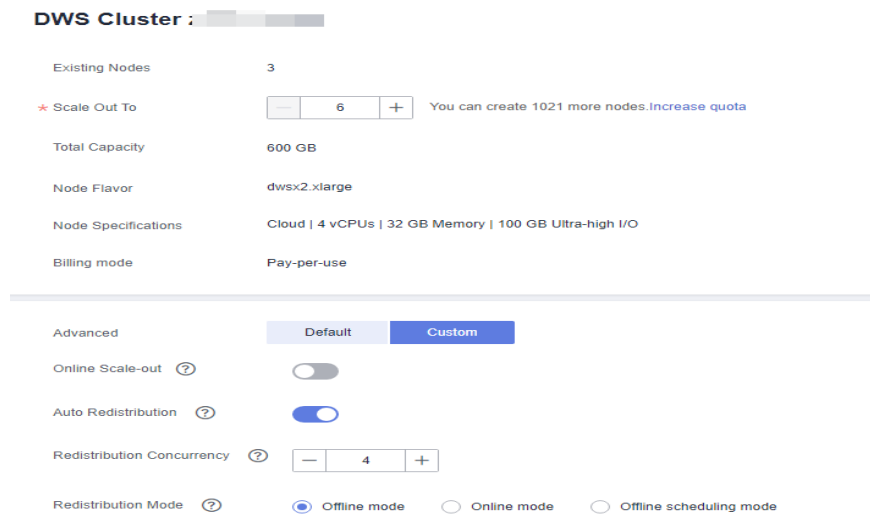 DWS Cluster
Existing Nodes 3
* Scale Out To — 6 + You can create 1021 more nodes.Increase quota
Total Capacity 600 GB
Node Flavor dwsx2.xlarge
Node Specifications Cloud | 4 vCPUs | 32 GB Memory | 100 GB Ultra-high I/O
Billing mode Pay-per-use
Advanced Default Custom
Online Scale-out ?
Auto Redistribution ?
Redistribution Concurrency ? — 4 +
Redistribution Mode ? Offline mode Online mode Offline scheduling mode